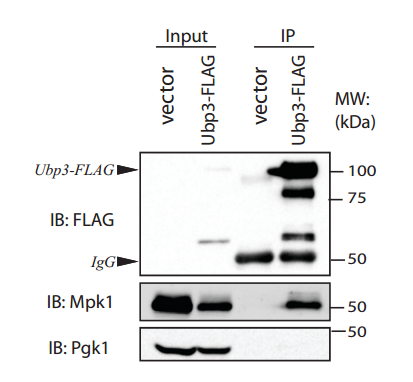 Input IP
vector Ubp3-FLAG vector Ubp3-FLAG
MW:
(kDa)
Ubp3-FLAG 100
75
IB: FLAG
IgG 50
IB: Mpk1 50
50
IB: Pgk1